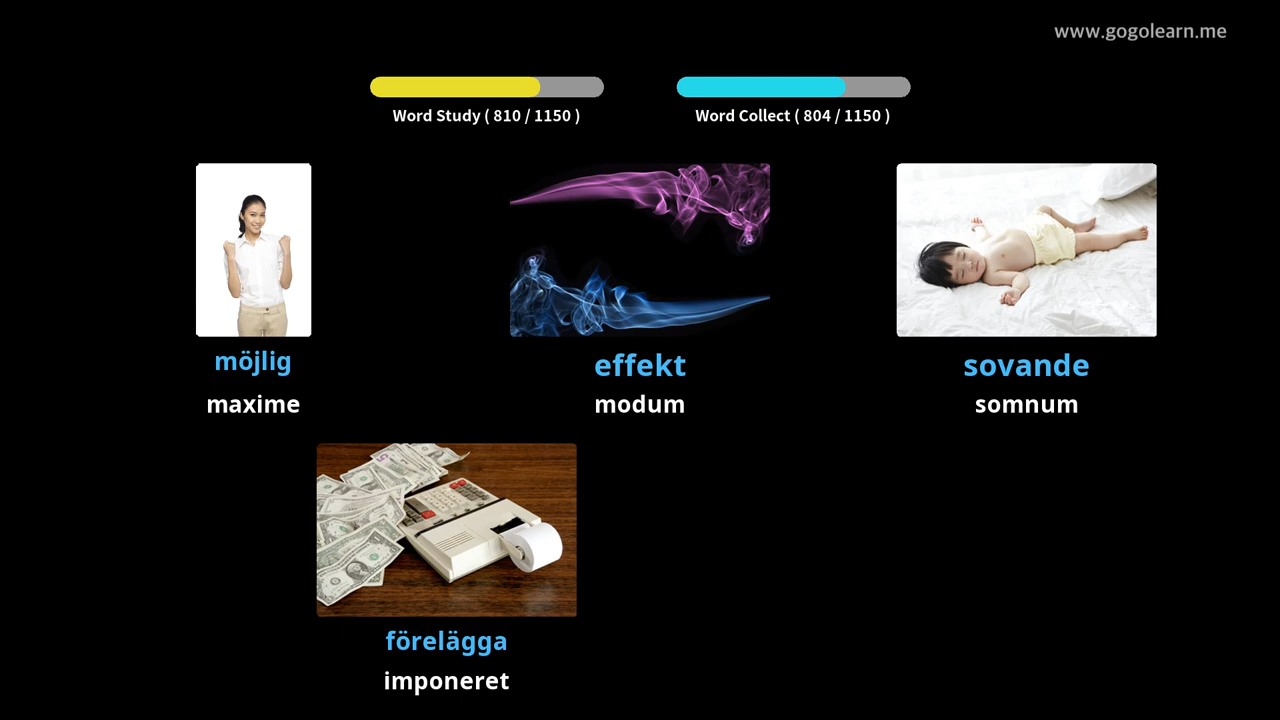 www.gogolearn.me
Word Study ( 810 / 1150 )
Word Collect ( 804 / 1150 )
möjlig
maxime
effekt
modum
sovande
somnum
förelägga
imponeret